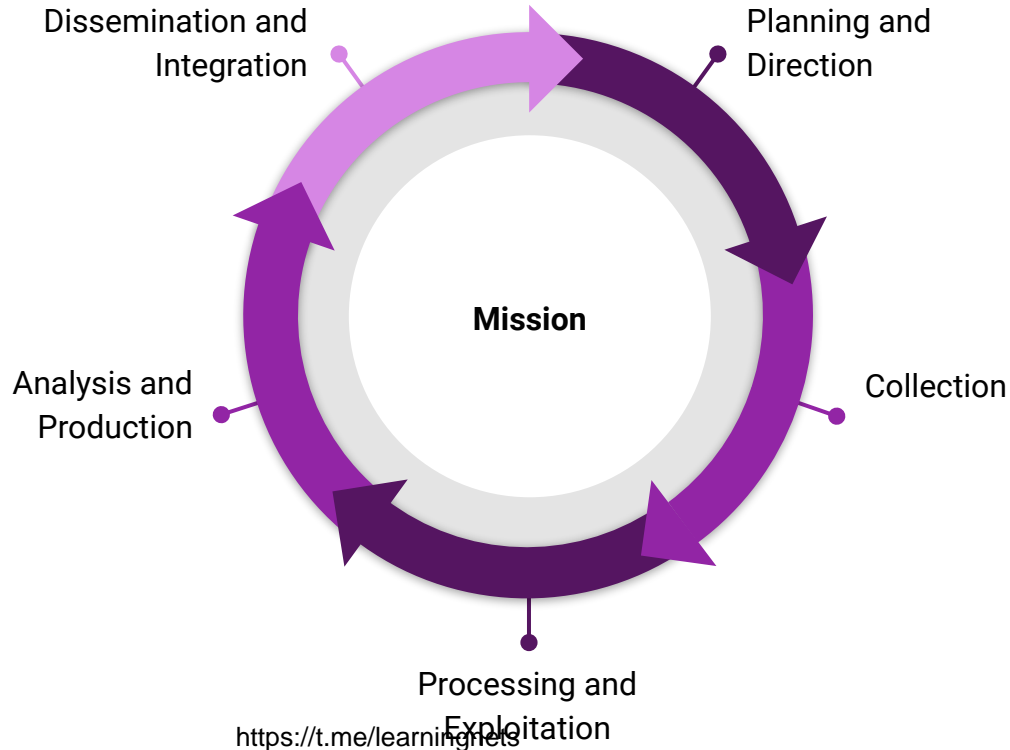 Dissemination and
Integration
Planning and
Direction
Mission
Analysis and
Production
Collection
Processing and
Exploitation
https://t.me/learningnets